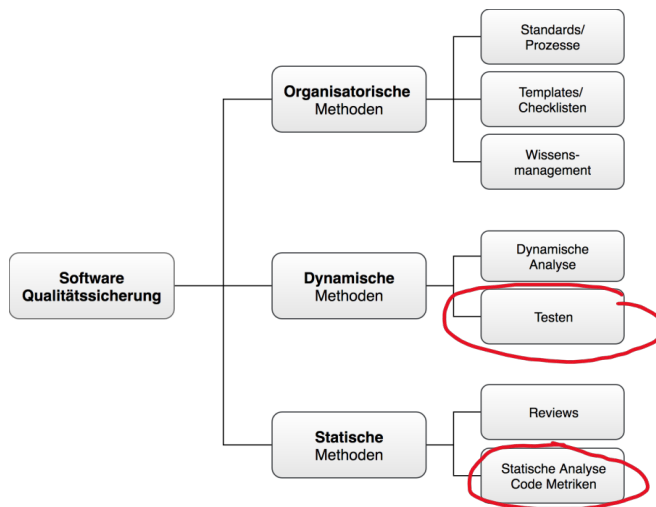 Software
Qualitätssicherung
Organisatorische
Methoden
Standards/
Prozesse
Templates/
Checklisten
Wissens-
management
Dynamische
Methoden
Dynamische
Analyse
Testen
Statische
Methoden
Reviews
Statische Analyse
Code Metriken